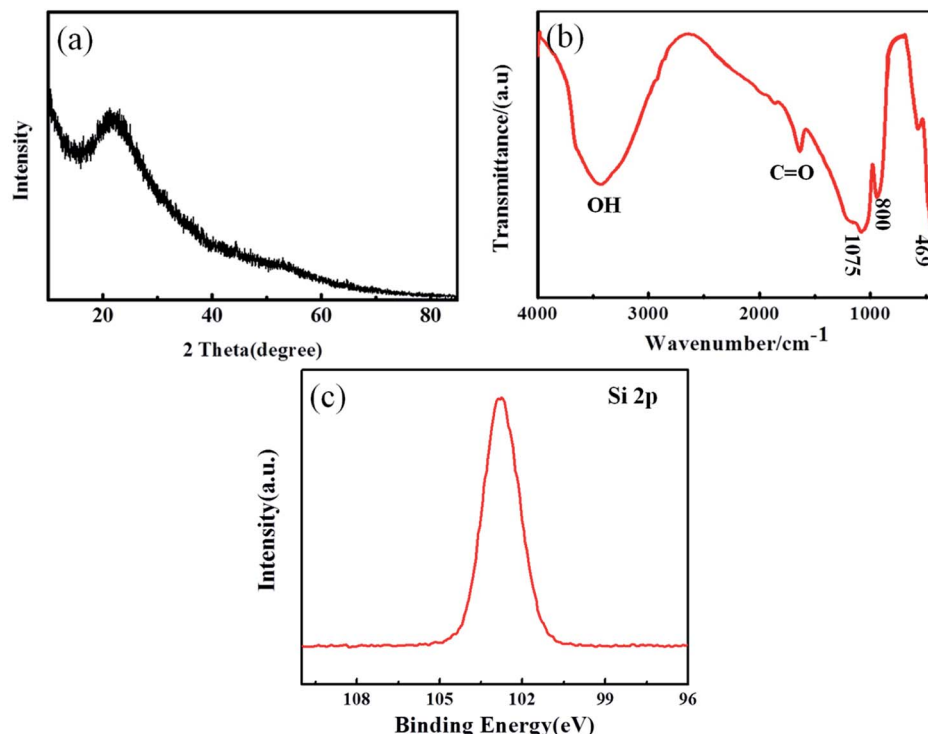 (a)
Intensity
20 40 60 80
2 Theta(degree)
(b)
Transmittance/(a.u)
OH
C=O
1075
800
469
4000 3000 2000 1000
Wavenumber/cm-1
(c)
Si 2p
Intensity(a.u.)
108 105 102 99 96
Binding Energy(eV)